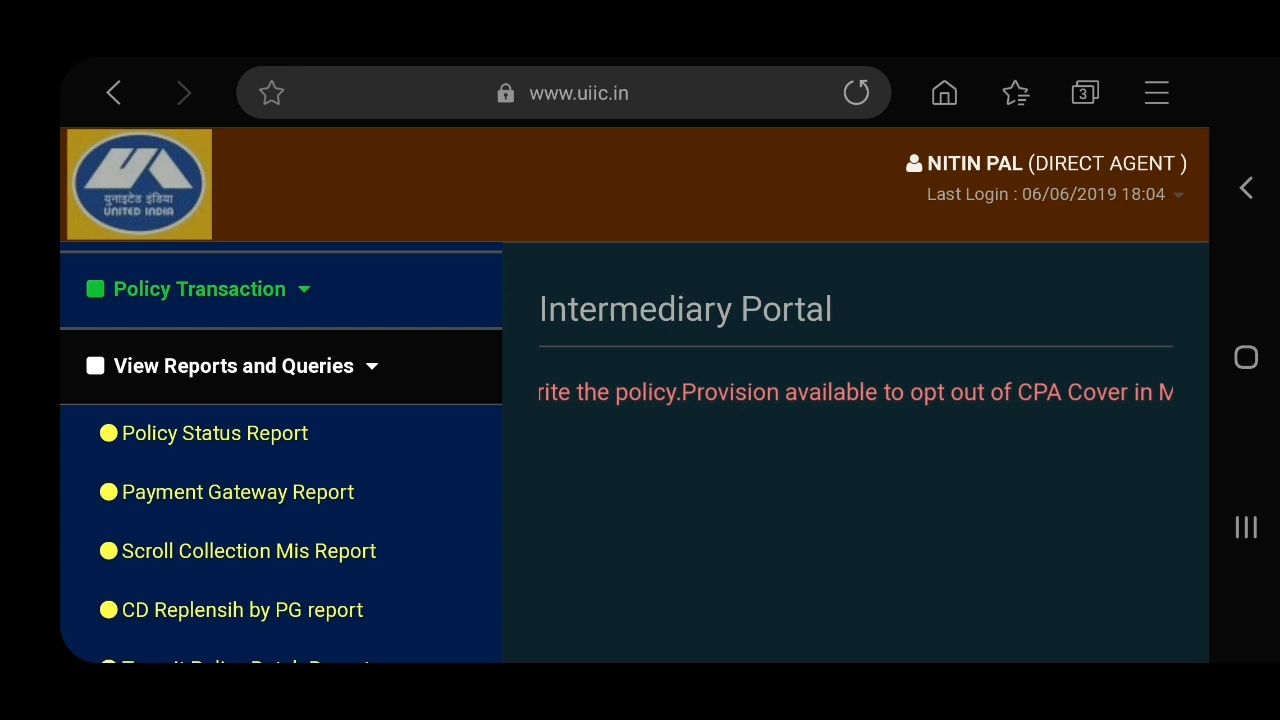 www.uiic.in
3
युनाइटेड इंडिया
UNITED INDIA
NITIN PAL (DIRECT AGENT )
Last Login : 06/06/2019 18:04
Policy Transaction
View Reports and Queries
Policy Status Report
Payment Gateway Report
Scroll Collection Mis Report
CD Replensih by PG report
Intermediary Portal
rite the policy.Provision available to opt out of CPA Cover in M